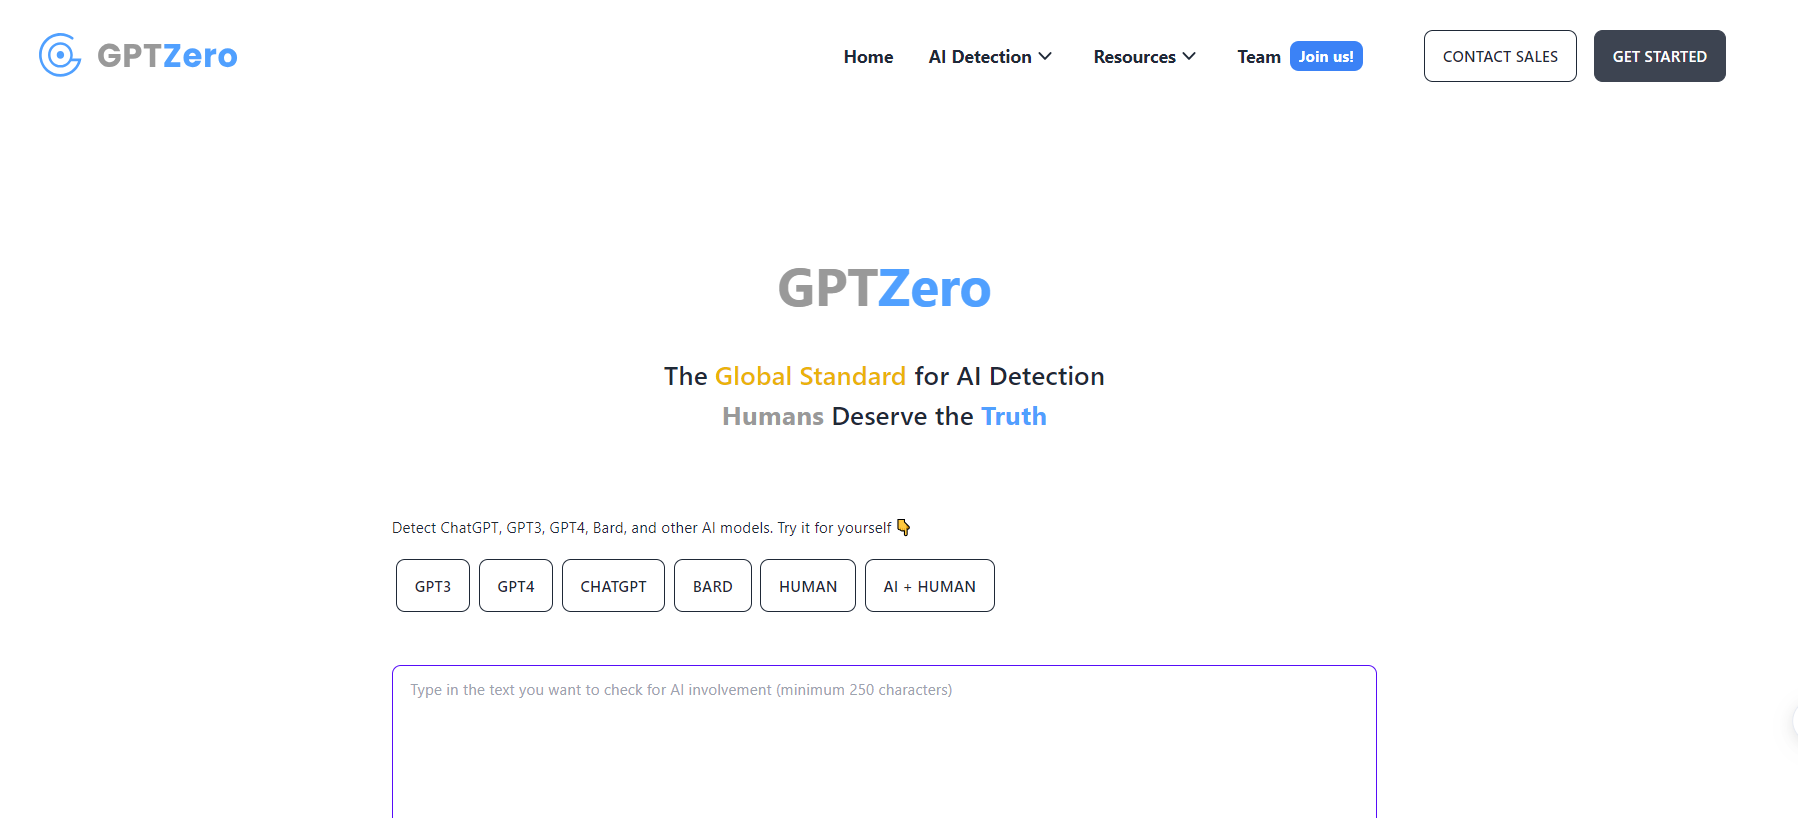 GPTZero
Home AI Detection Resources Team Join us! CONTACT SALES GET STARTED
GPTZero
The Global Standard for AI Detection
Humans Deserve the Truth
Detect ChatGPT, GPT3, GPT4, Bard, and other AI models. Try it for yourself 👇
GPT3 GPT4 CHATGPT BARD HUMAN AI + HUMAN
Type in the text you want to check for AI involvement (minimum 250 characters)